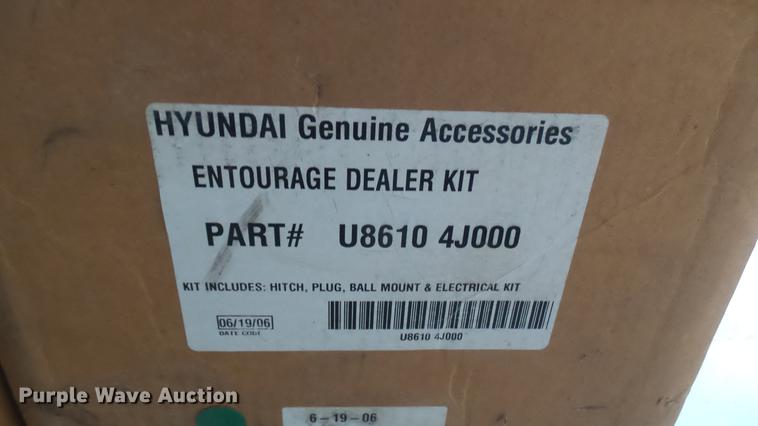 HYUNDAI Genuine Accessories
ENTOURAGE DEALER KIT
PART# U8610 4J000
KIT INCLUDES: HITCH, PLUG, BALL MOUNT & ELECTRICAL KIT
06/19/06
DATE CODE
U8610 4J000
6-19-06
Purple Wave Auction